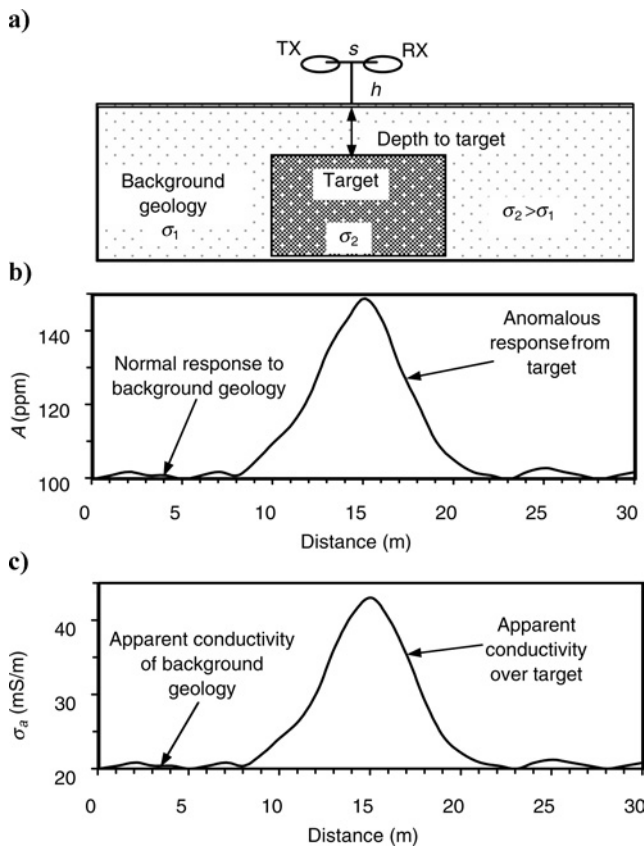 a)
TX s RX
h
Depth to target
Background
geology
σ1
Target
σ2
σ2>σ1
b)
140
120
100
A (ppm)
Normal response to
background geology
Anomalous
response from
target
0 5 10 15 20 25 30
Distance (m)
c)
40
30
20
σa (mS/m)
Apparent conductivity
of background
geology
Apparent
conductivity
over target
0 5 10 15 20 25 30
Distance (m)